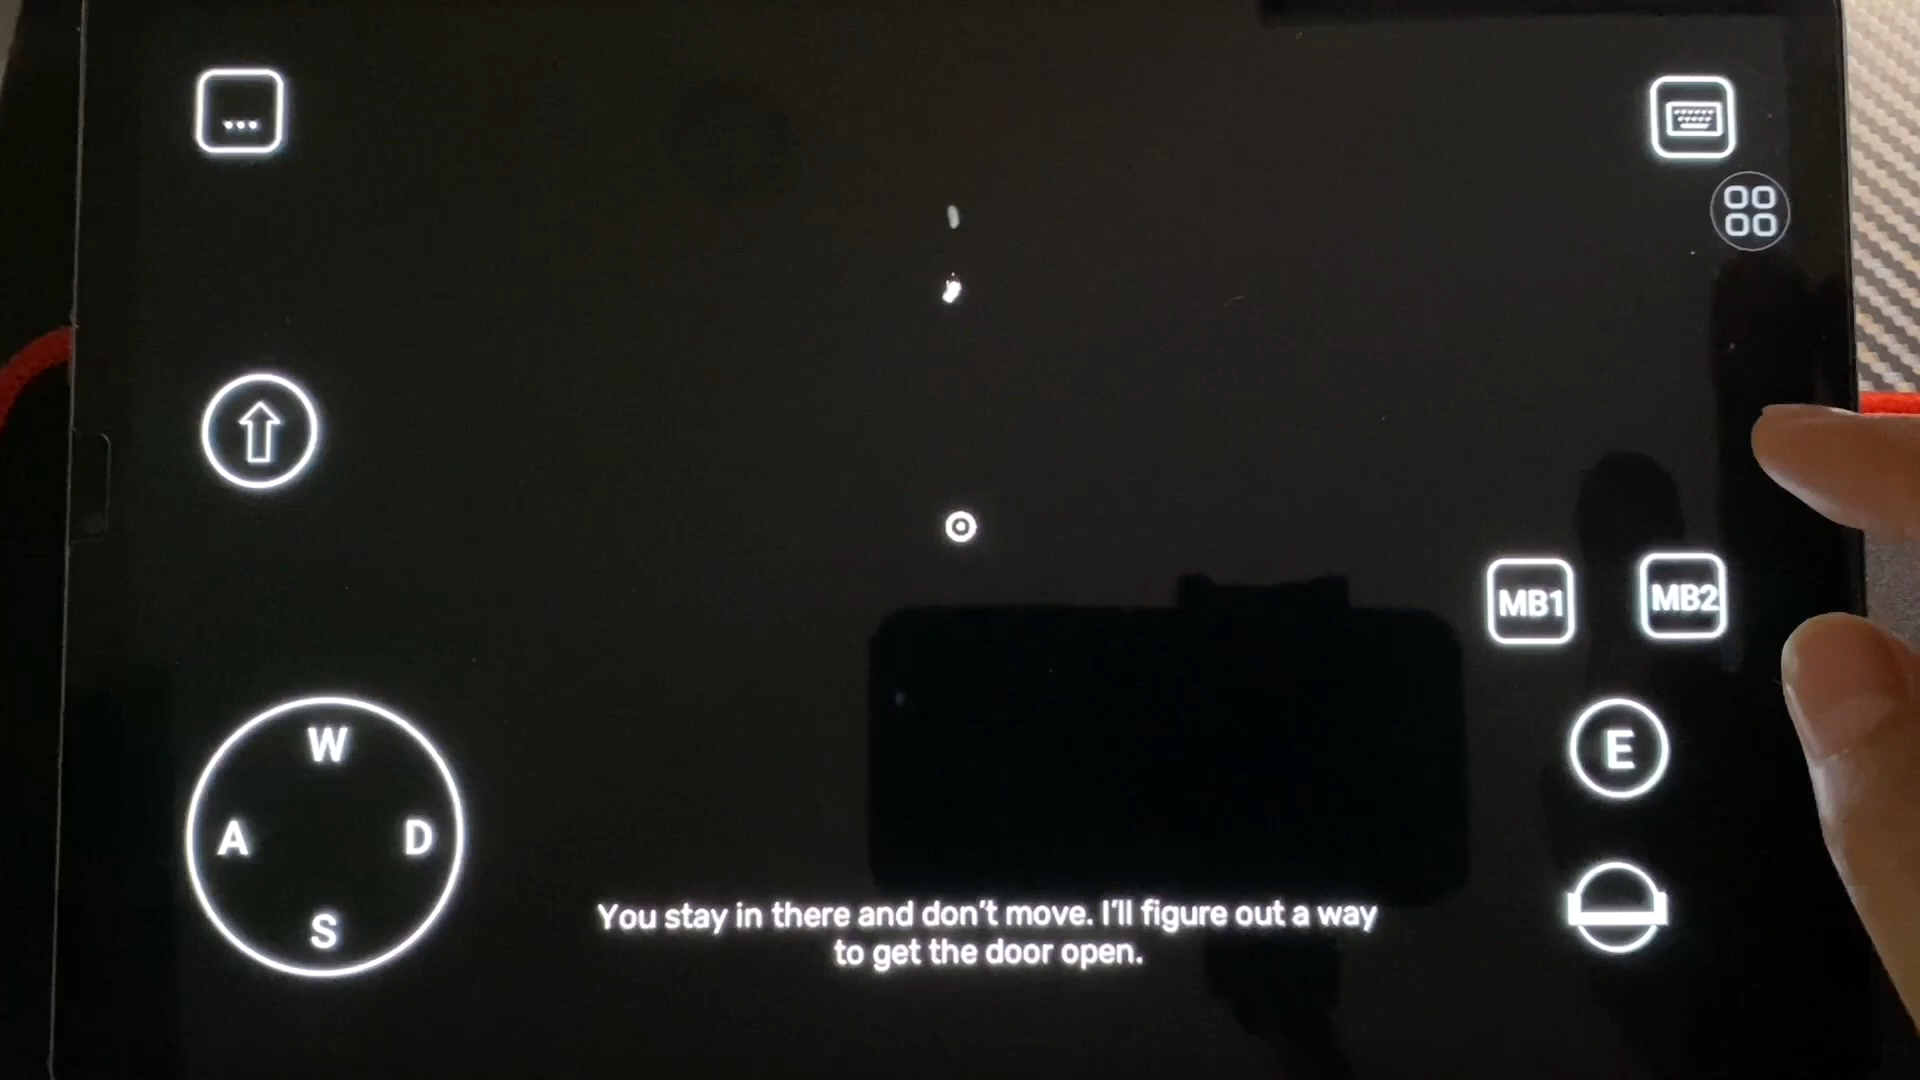 ...
W
A
D
S
MB1
MB2
E
You stay in there and don't move. I'll figure out a way
to get the door open.